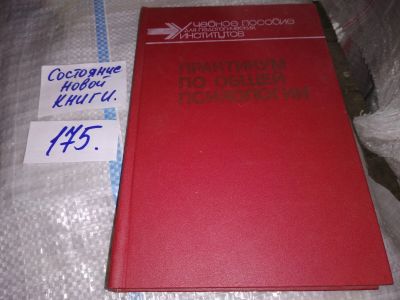 Учебное пособие
для педагогических
институтов
ПРАКТИКУМ
ПО ОБЩЕЙ
ПСИХОЛОГИИ
Состояние
новой
книги.
175.